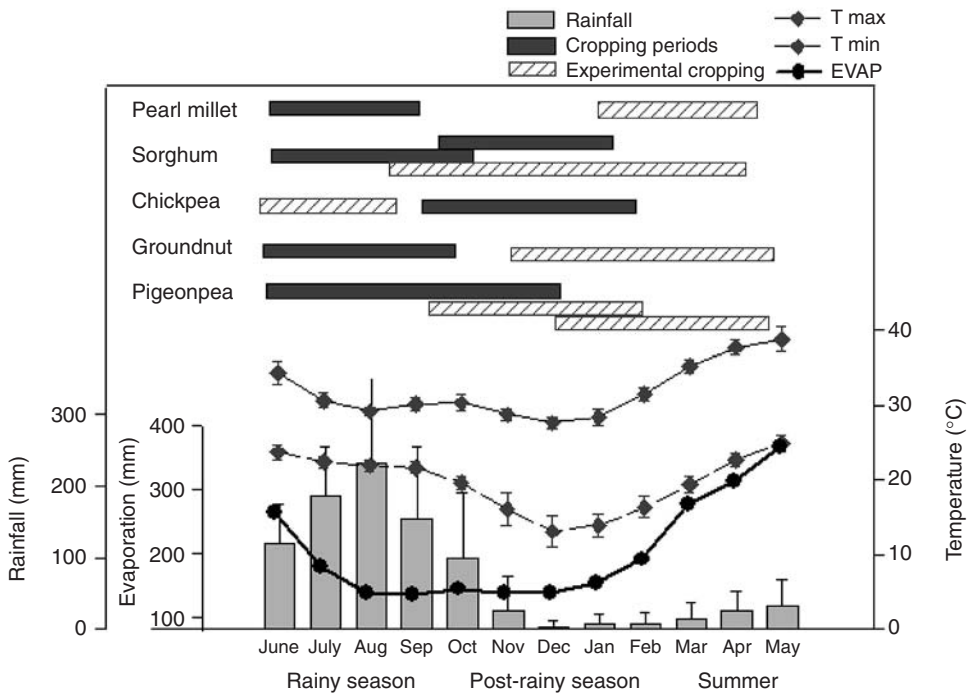 Rainfall
Cropping periods
Experimental cropping
T max
T min
EVAP
Pearl millet
Sorghum
Chickpea
Groundnut
Pigeonpea
Rainfall (mm)
300
200
100
0
Evaporation (mm)
400
300
200
100
40
30
20
10
0
Temperature (°C)
June July Aug Sep Oct Nov Dec Jan Feb Mar Apr May
Rainy season Post-rainy season Summer